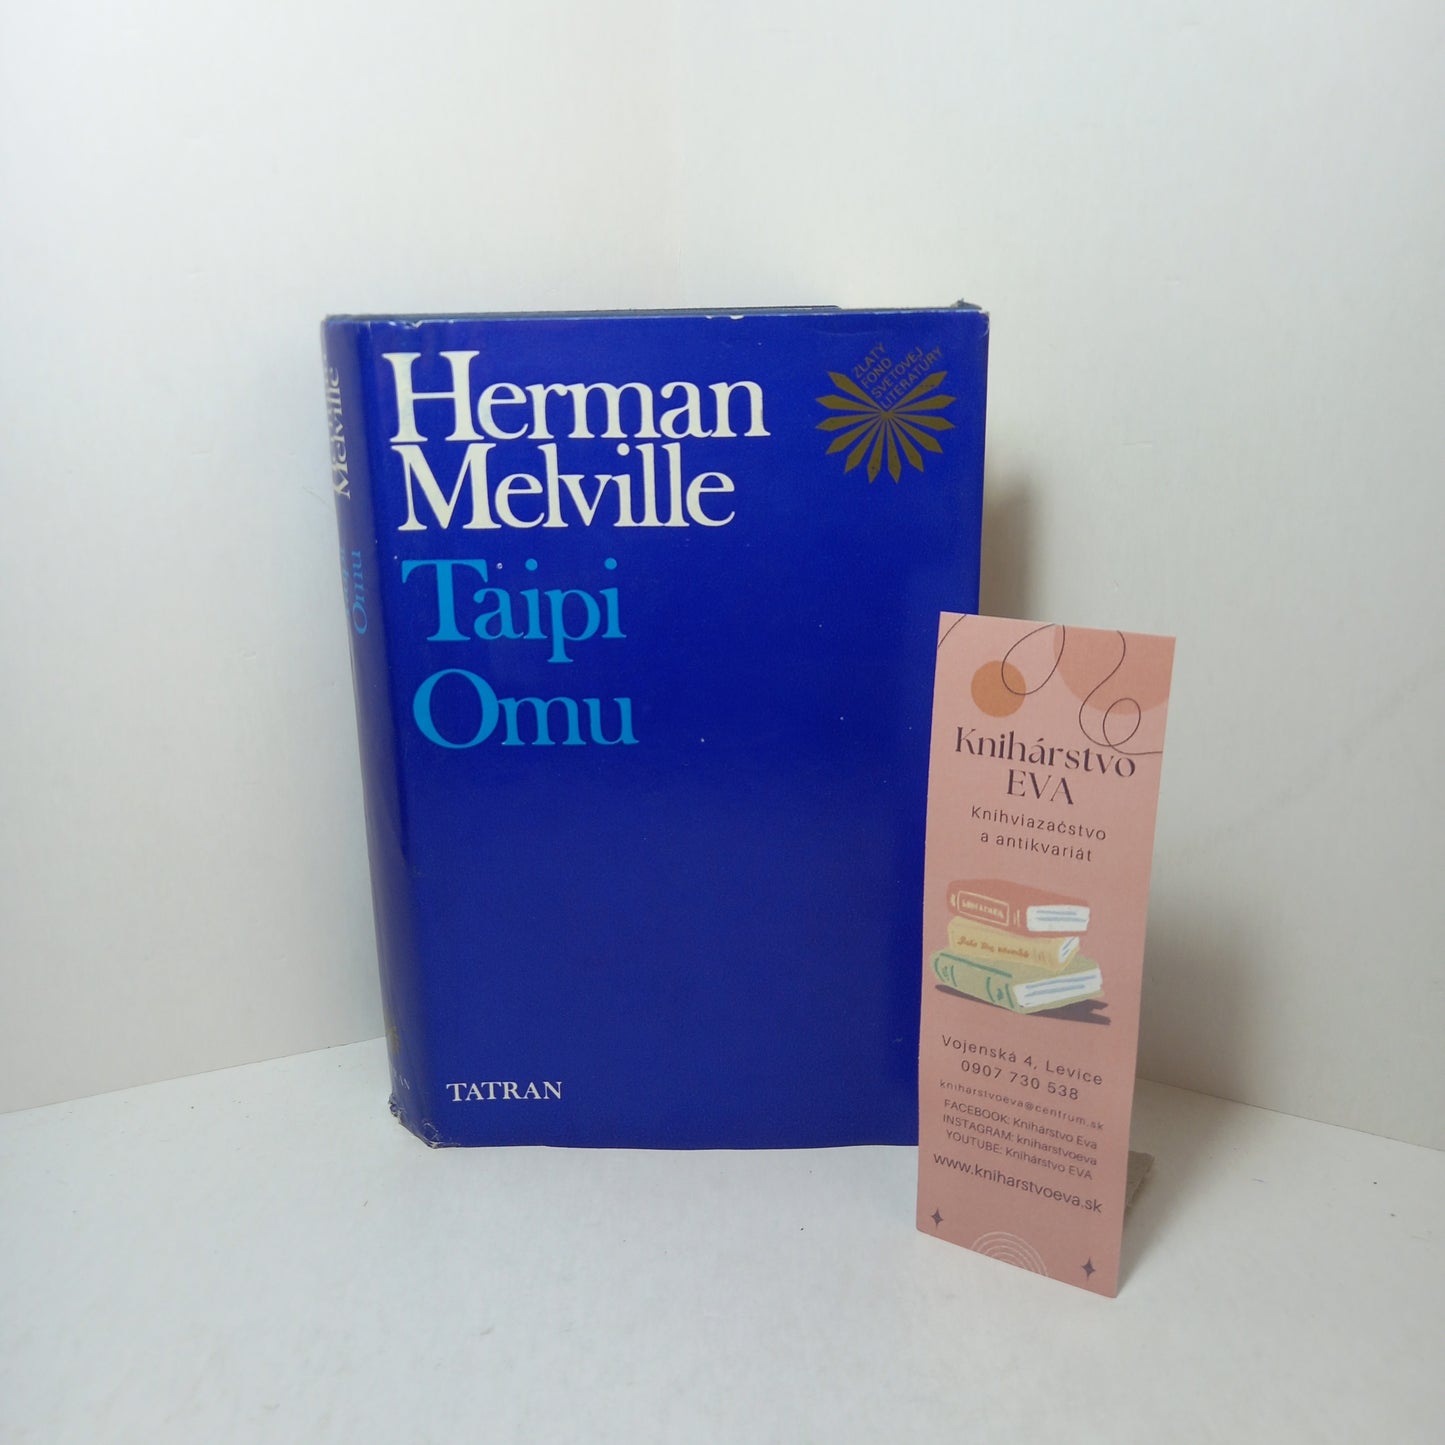 Herman
Melville
Taipi
Omu
ZLATÝ
FOND
SVETOVEJ
LITERATÚRY
TATRAN
Melville
Omu
Knihárstvo
EVA
Knihviazačstvo
a antikvariát
Vojenská 4, Levice
0907 730 538
kniharstvoeva@centrum.sk
FACEBOOK: Knihárstvo Eva
INSTAGRAM: kniharstvoeva
YOUTUBE: Knihárstvo EVA
www.kniharstvoeva.sk